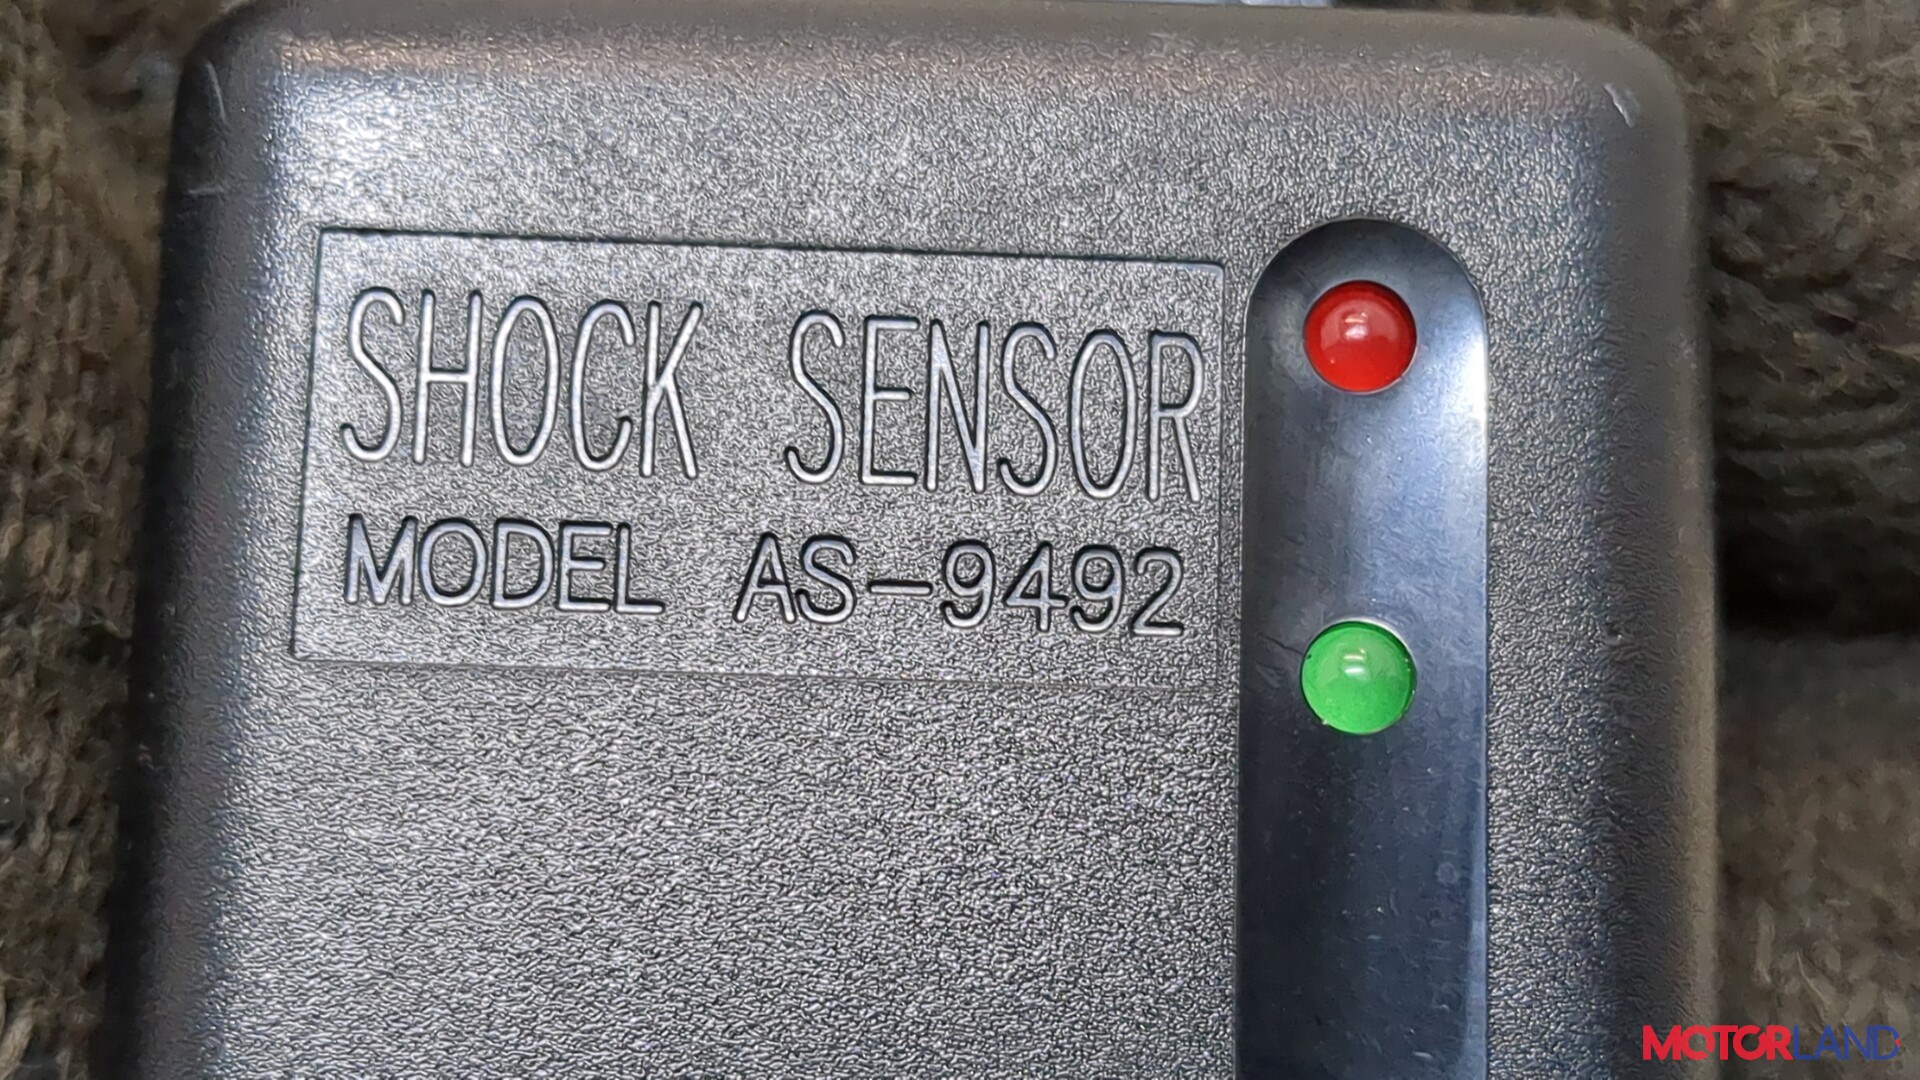 SHOCK SENSOR
MODEL AS-9492
MOTORLAND